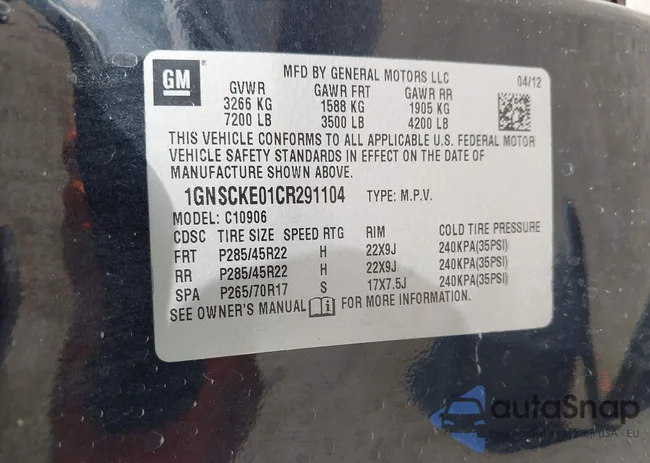 GM
MFD BY GENERAL MOTORS LLC 04/12
GVWR GAWR FRT GAWR RR
3266 KG 1588 KG 1905 KG
7200 LB 3500 LB 4200 LB
THIS VEHICLE CONFORMS TO ALL APPLICABLE U.S. FEDERAL MOTOR
VEHICLE SAFETY STANDARDS IN EFFECT ON THE DATE OF
MANUFACTURE SHOWN ABOVE.
1GNSCKE01CR291104 TYPE: M.P.V.
MODEL: C10906
CDSC TIRE SIZE SPEED RTG RIM COLD TIRE PRESSURE
FRT P285/45R22 H 22X9J 240KPA(35PSI)
RR P285/45R22 H 22X9J 240KPA(35PSI)
SPA P265/70R17 S 17X7.5J 240KPA(35PSI)
SEE OWNER'S MANUAL FOR MORE INFORMATION.
autaSnap
USA EU